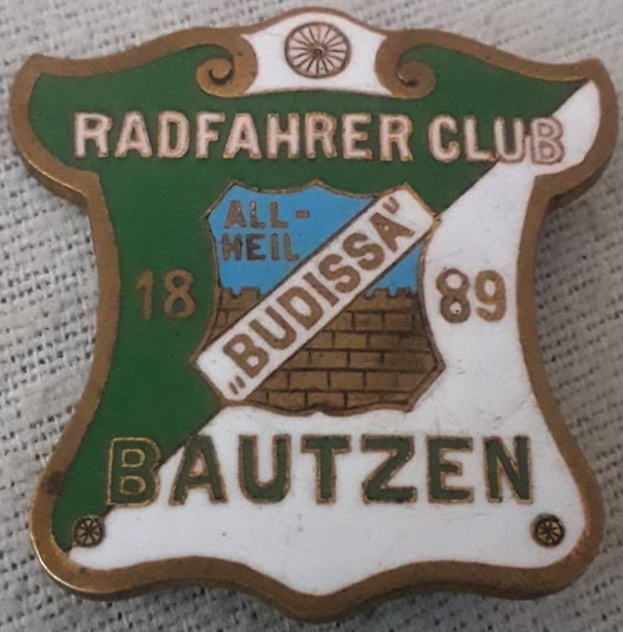 RADFAHRER CLUB
ALL-
HEIL
18 89
„BUDISSA“
BAUTZEN